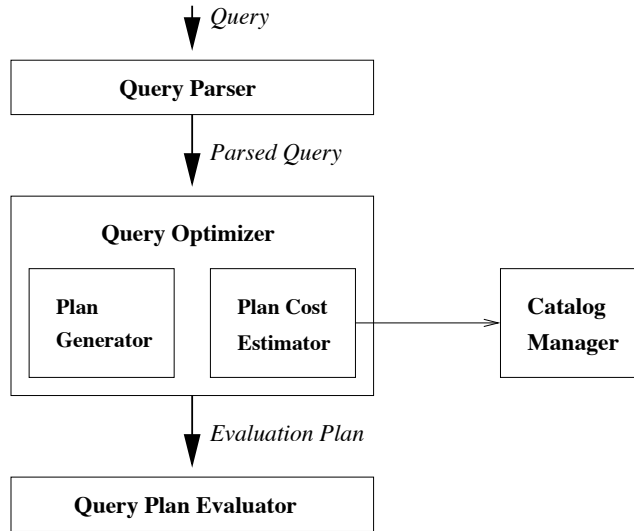 Query
Query Parser
Parsed Query
Query Optimizer
Plan
Generator
Plan Cost
Estimator
Catalog
Manager
Evaluation Plan
Query Plan Evaluator